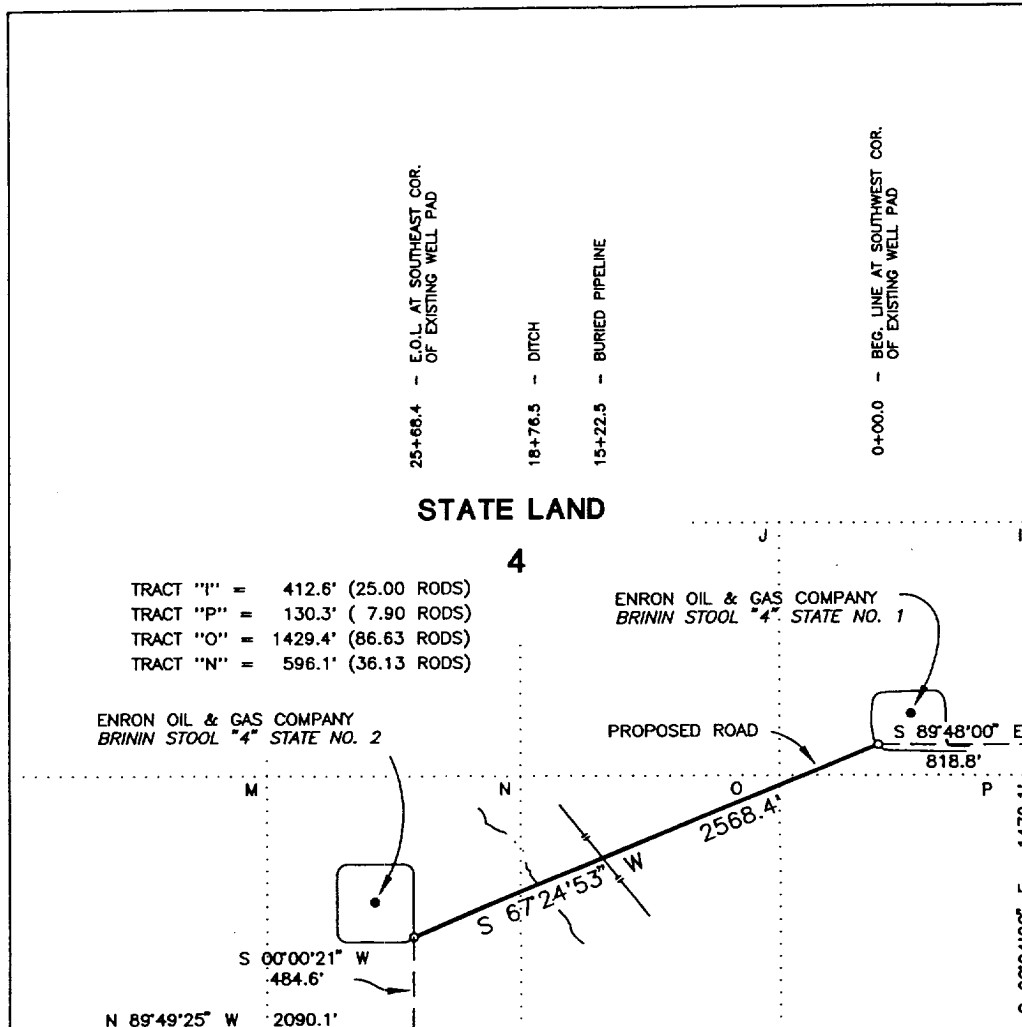 25+68.4 - E.O.L. AT SOUTHEAST COR.
OF EXISTING WELL PAD
18+76.5 - DITCH
15+22.5 - BURIED PIPELINE
0+00.0 - BEG. LINE AT SOUTHWEST COR.
OF EXISTING WELL PAD
STATE LAND
4
J
I
TRACT "I" = 412.6' (25.00 RODS)
TRACT "P" = 130.3' ( 7.90 RODS)
TRACT "O" = 1429.4' (86.63 RODS)
TRACT "N" = 596.1' (36.13 RODS)
ENRON OIL & GAS COMPANY
BRININ STOOL "4" STATE NO. 1
ENRON OIL & GAS COMPANY
BRININ STOOL "4" STATE NO. 2
PROPOSED ROAD
S 89°48'00" E
818.8'
M
N
O
P
2568.4'
S 67°24'53" W
S 00°00'21" W
484.6'
N 89°49'25" W 2090.1'